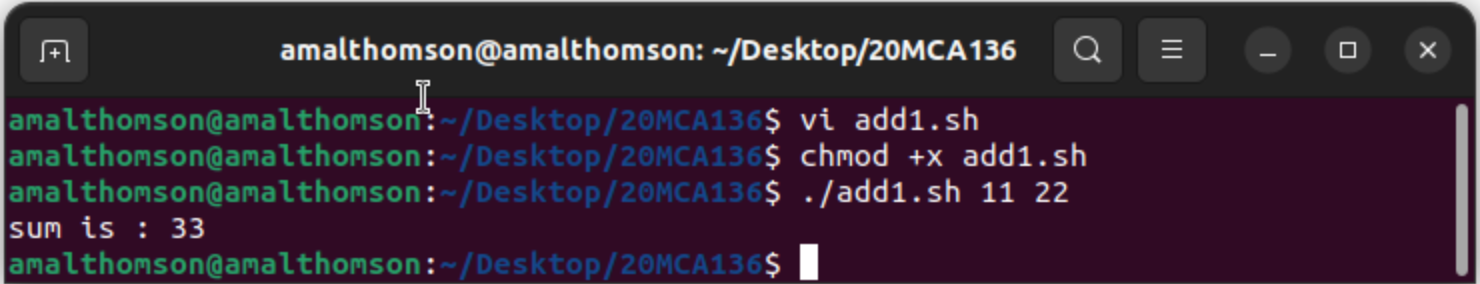 amalthomson@amalthomson: ~/Desktop/20MCA136
amalthomson@amalthomson:~/Desktop/20MCA136$ vi add1.sh
amalthomson@amalthomson:~/Desktop/20MCA136$ chmod +x add1.sh
amalthomson@amalthomson:~/Desktop/20MCA136$ ./add1.sh 11 22
sum is : 33
amalthomson@amalthomson:~/Desktop/20MCA136$